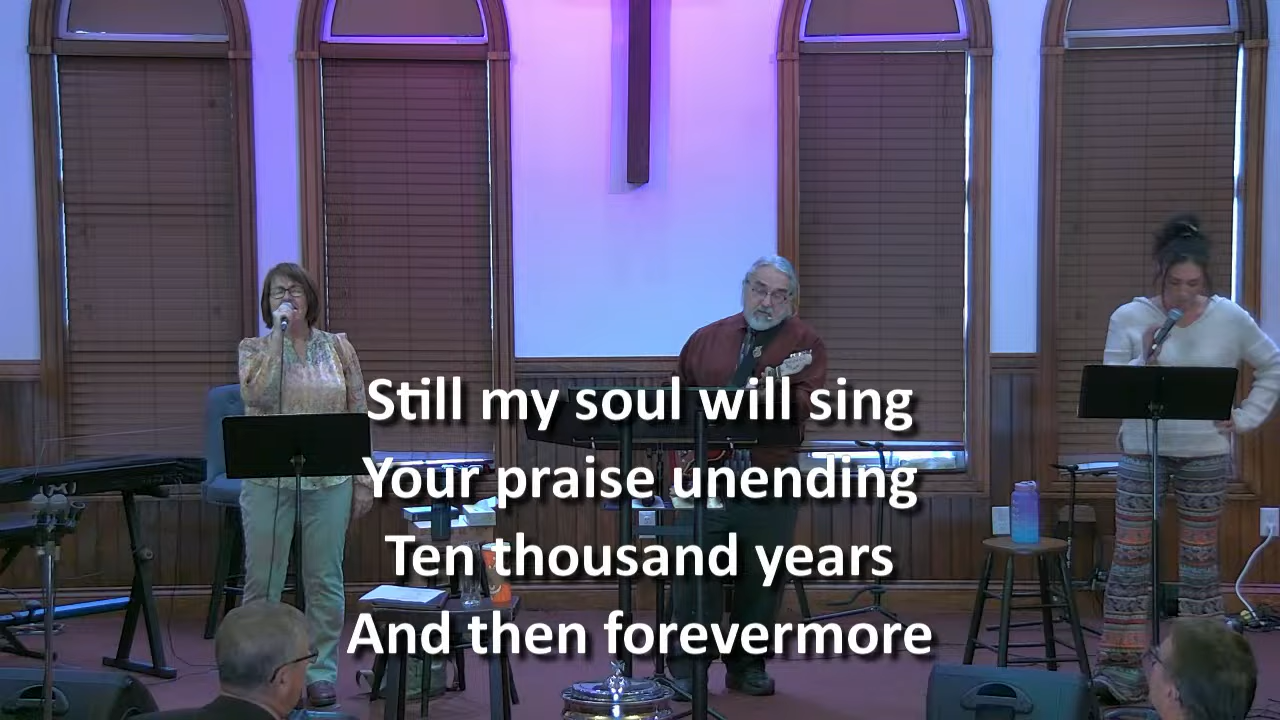 Still my soul will sing
Your praise unending
Ten thousand years
And then forevermore